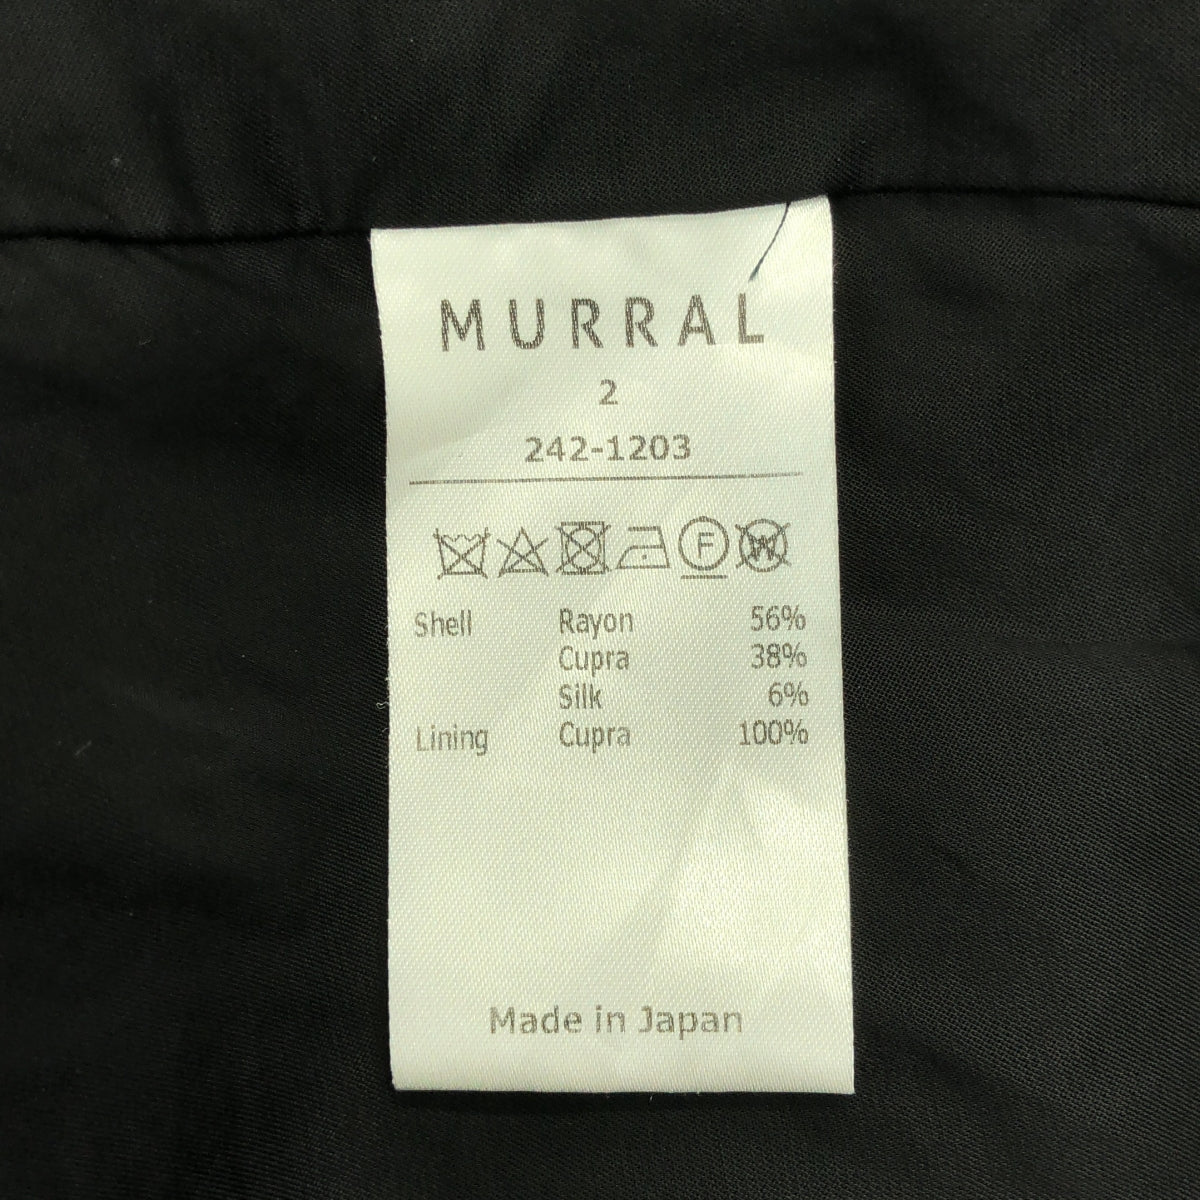 MURRAL
2
242-1203
F W
Shell Rayon 56%
Cupra 38%
Silk 6%
Lining Cupra 100%
Made in Japan